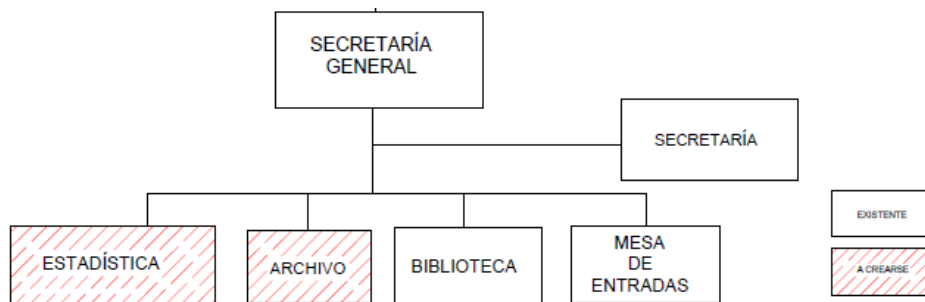 SECRETARÍA
GENERAL
SECRETARÍA
EXISTENTE
ESTADÍSTICA
ARCHIVO
BIBLIOTECA
MESA
DE
ENTRADAS
A CREARSE